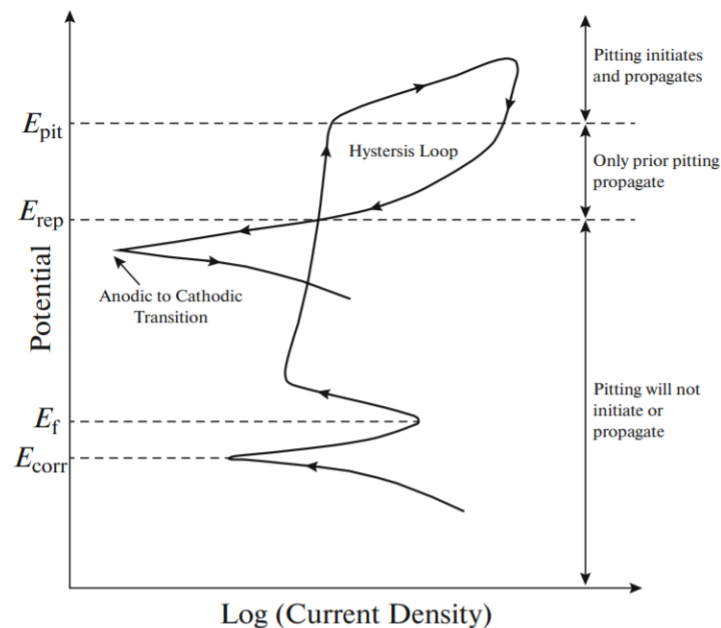 Pitting initiates
and propagates
E_pit
Hystersis Loop
Only prior pitting
propagate
E_rep
Potential
Anodic to Cathodic
Transition
Pitting will not
initiate or
propagate
E_f
E_corr
Log (Current Density)